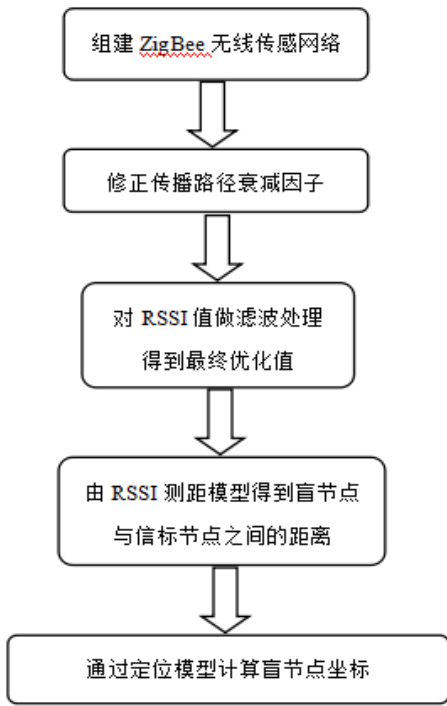 组建 ZigBee 无线传感网络
修正传播路径衰减因子
对 RSSI 值做滤波处理
得到最终优化值
由 RSSI 测距模型得到盲节点
与信标节点之间的距离
通过定位模型计算盲节点坐标